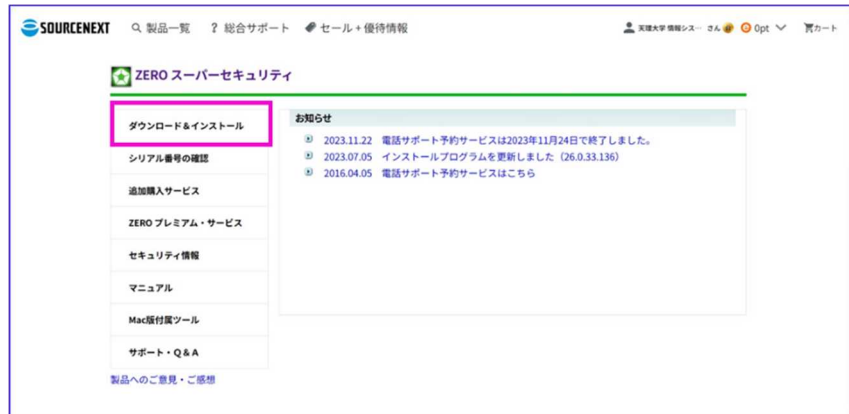 SOURCENEXT 製品一覧 ? 総合サポート セール+優待情報 天理大学 情報シス… さん 0pt カート
ZERO スーパーセキュリティ
ダウンロード&インストール
シリアル番号の確認
追加購入サービス
ZERO プレミアム・サービス
セキュリティ情報
マニュアル
Mac版付属ツール
サポート・Q&A
製品へのご意見・ご感想
お知らせ
2023.11.22 電話サポート予約サービスは2023年11月24日で終了しました。
2023.07.05 インストールプログラムを更新しました(26.0.33.136)
2016.04.05 電話サポート予約サービスはこちら